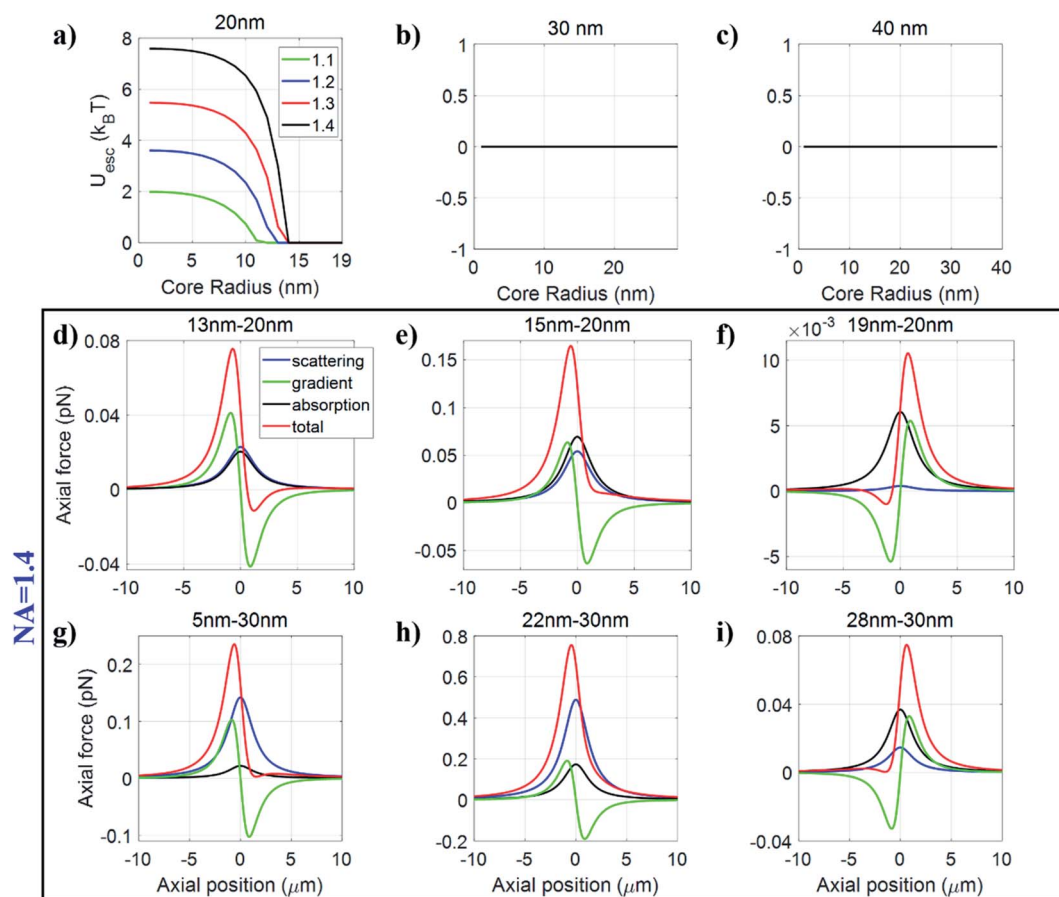 a)
20nm
8
6
4
2
0
U_esc (k_B T)
1.1
1.2
1.3
1.4
0
5
10
15
19
Core Radius (nm)
b)
30 nm
1
0.5
0
-0.5
-1
0
10
20
Core Radius (nm)
c)
40 nm
1
0.5
0
-0.5
-1
0
10
20
30
40
Core Radius (nm)
NA=1.4
d)
13nm-20nm
0.08
0.04
0
-0.04
Axial force (pN)
scattering
gradient
absorption
total
-10
-5
0
5
10
e)
15nm-20nm
0.15
0.1
0.05
0
-0.05
-10
-5
0
5
10
f)
19nm-20nm
×10⁻³
10
5
0
-5
-10
-5
0
5
10
g)
5nm-30nm
0.2
0.1
0
-0.1
Axial force (pN)
-10
-5
0
5
10
Axial position (μm)
h)
22nm-30nm
0.8
0.6
0.4
0.2
0
-0.2
-10
-5
0
5
10
Axial position (μm)
i)
28nm-30nm
0.08
0.04
0
-0.04
-10
-5
0
5
10
Axial position (μm)